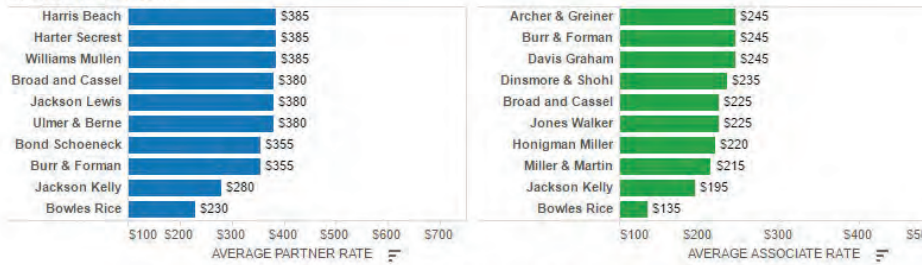 Harris Beach $385
Harter Secrest $385
Williams Mullen $385
Broad and Cassel $380
Jackson Lewis $380
Ulmer & Berne $380
Bond Schoeneck $355
Burr & Forman $355
Jackson Kelly $280
Bowles Rice $230
$100 $200 $300 $400 $500 $600 $700
AVERAGE PARTNER RATE
Archer & Greiner $245
Burr & Forman $245
Davis Graham $245
Dinsmore & Shohl $235
Broad and Cassel $225
Jones Walker $225
Honigman Miller $220
Miller & Martin $215
Jackson Kelly $195
Bowles Rice $135
$100 $200 $300 $400
AVERAGE ASSOCIATE RATE